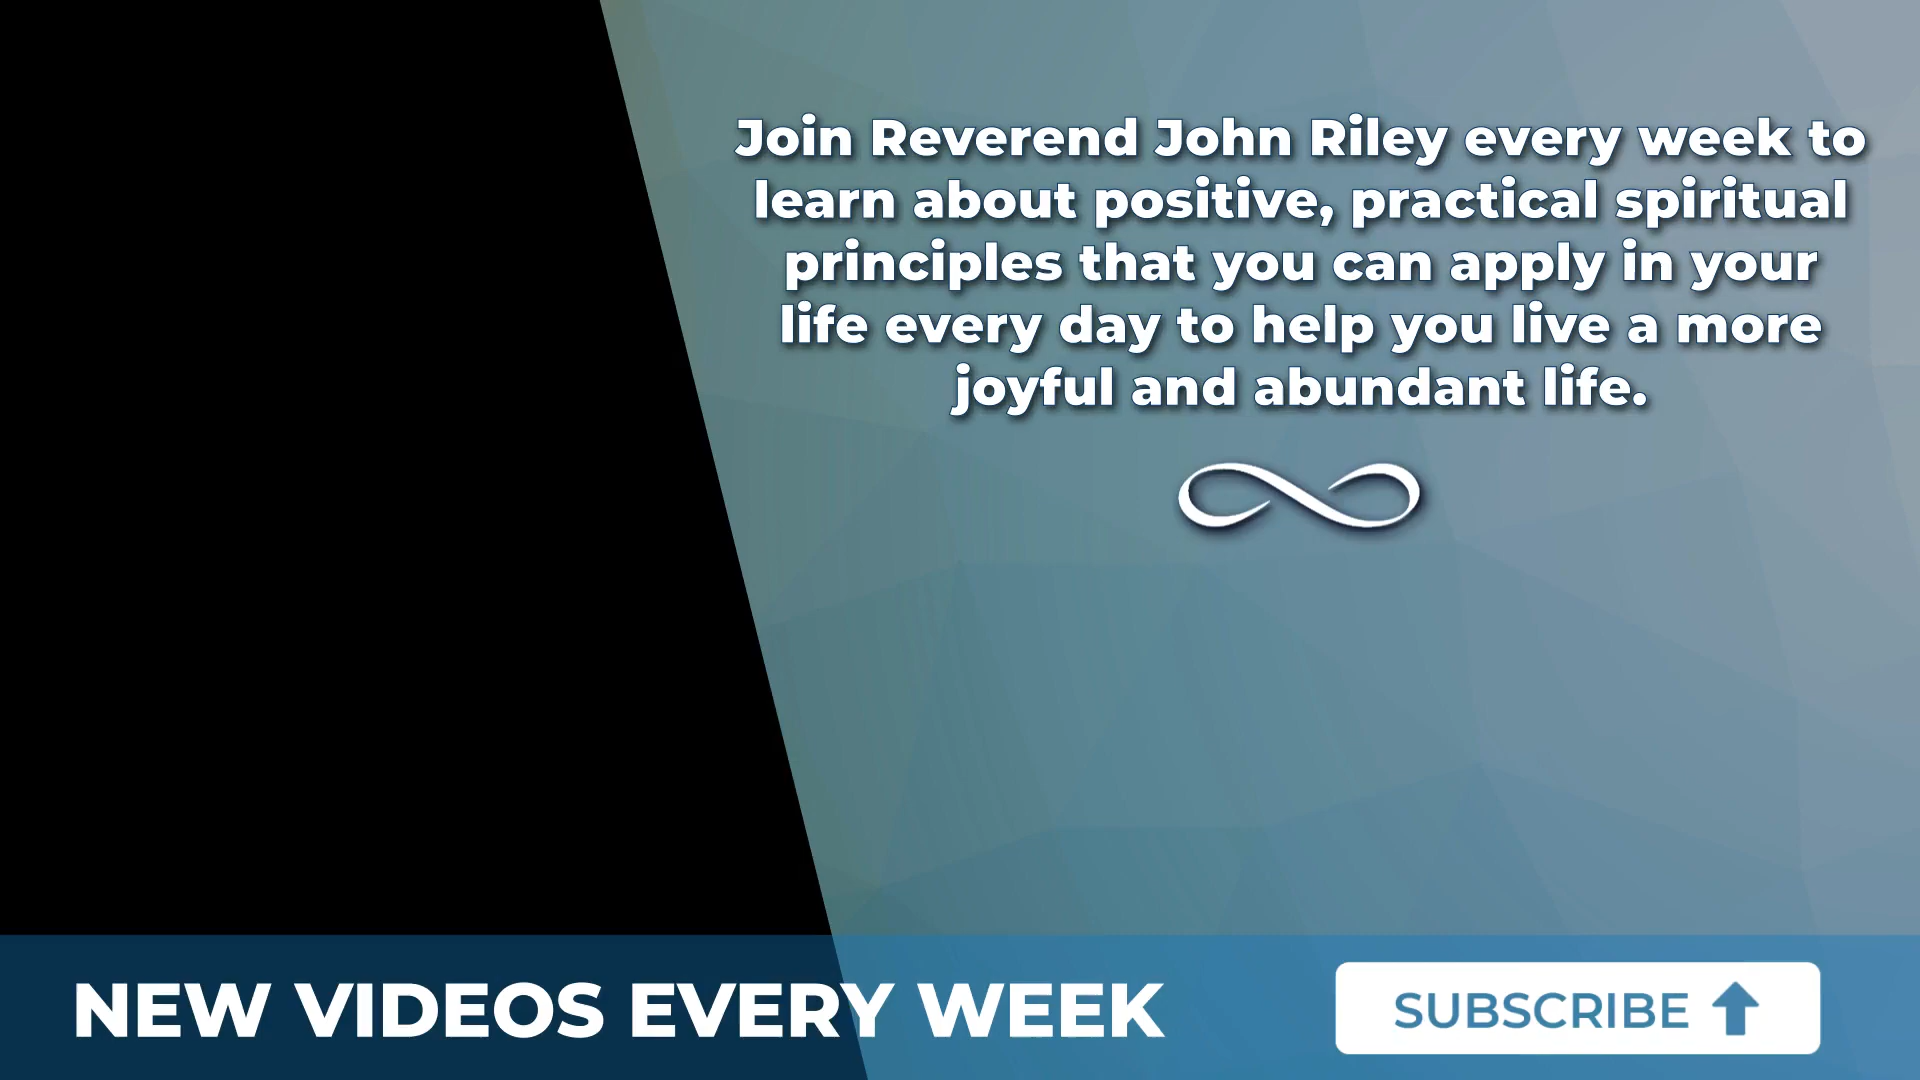 Join Reverend John Riley every week to
learn about positive, practical spiritual
principles that you can apply in your
life every day to help you live a more
joyful and abundant life.
NEW VIDEOS EVERY WEEK
SUBSCRIBE